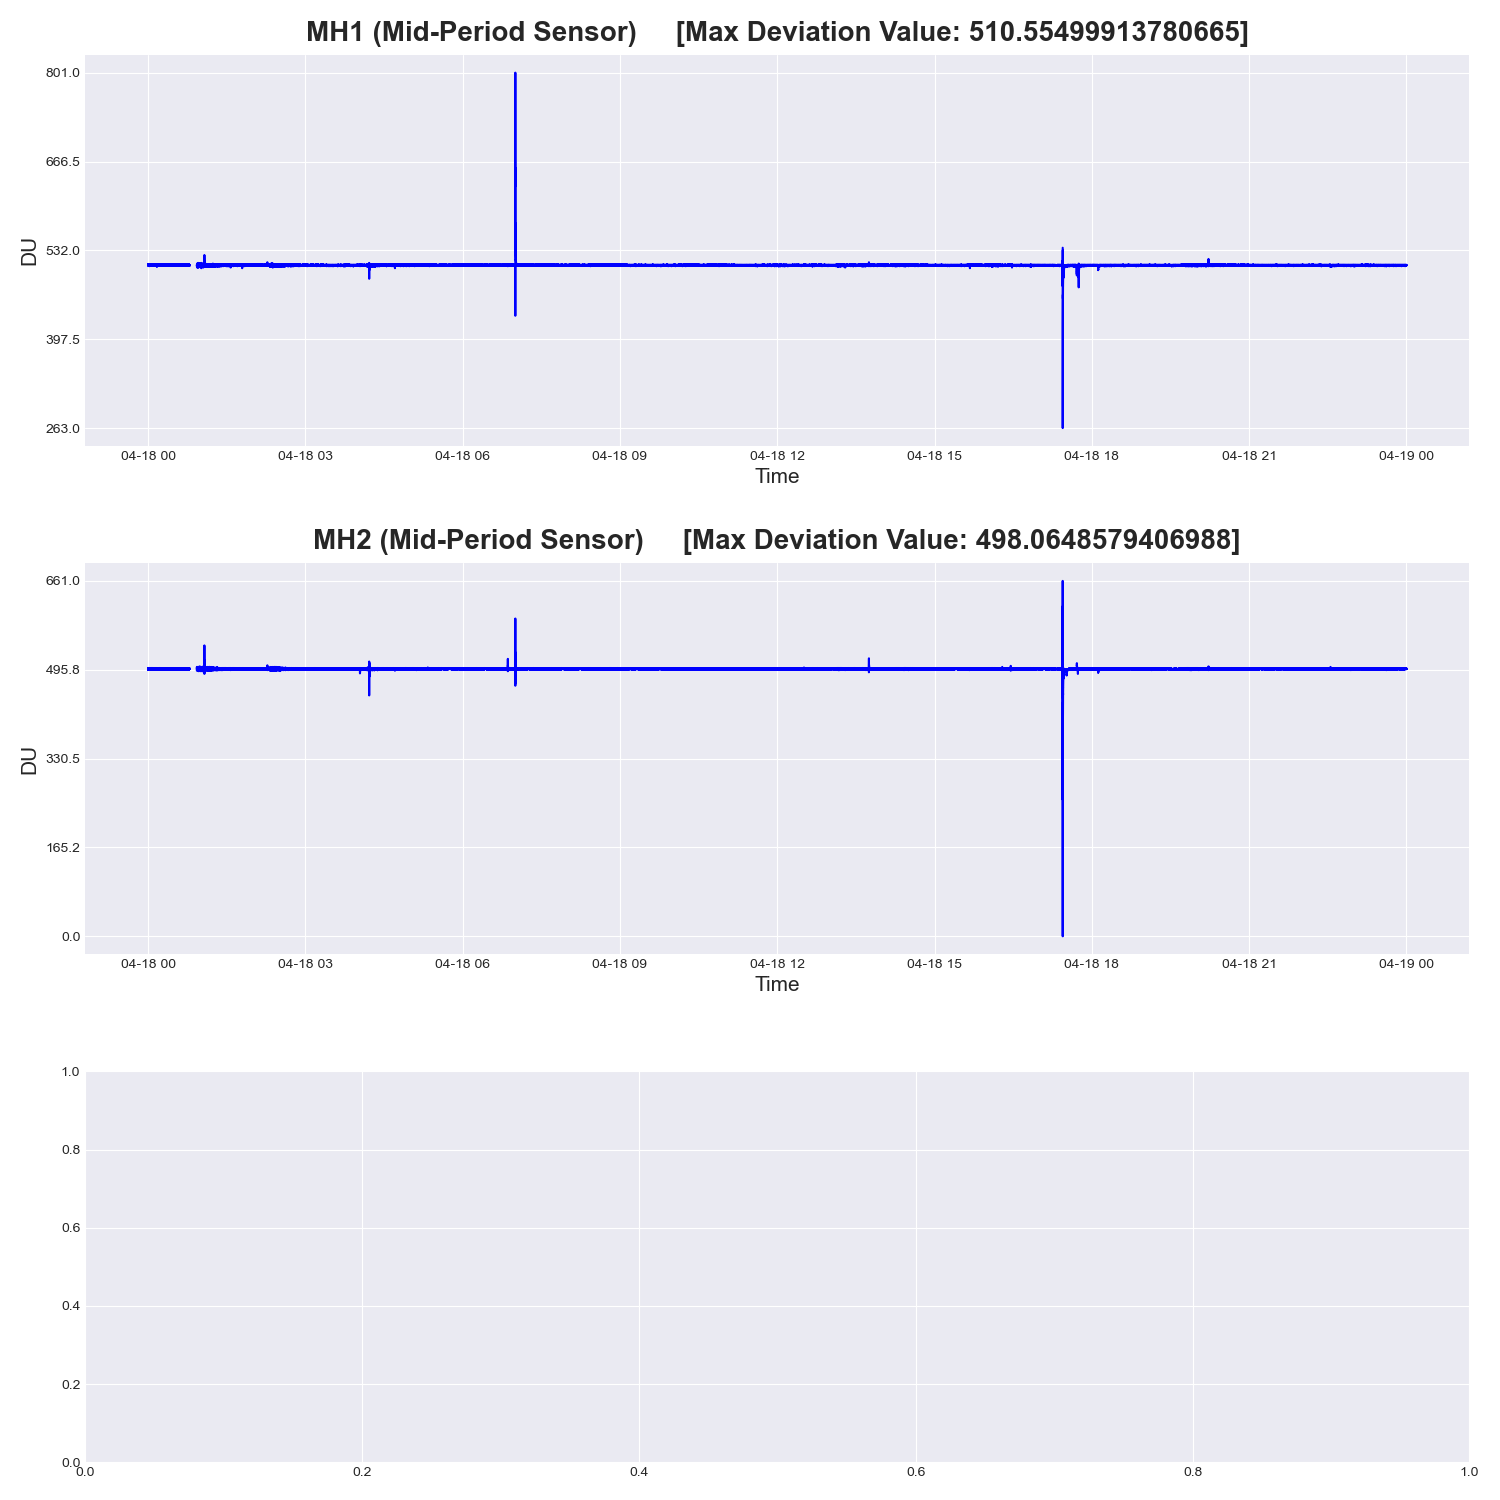 MH1 (Mid-Period Sensor) [Max Deviation Value: 510.55499913780665]
801.0
666.5
532.0
397.5
263.0
DU
04-18 00 04-18 03 04-18 06 04-18 09 04-18 12 04-18 15 04-18 18 04-18 21 04-19 00
Time
MH2 (Mid-Period Sensor) [Max Deviation Value: 498.0648579406988]
661.0
495.8
330.5
165.2
0.0
DU
04-18 00 04-18 03 04-18 06 04-18 09 04-18 12 04-18 15 04-18 18 04-18 21 04-19 00
Time
1.0
0.8
0.6
0.4
0.2
0.0
0.0 0.2 0.4 0.6 0.8 1.0